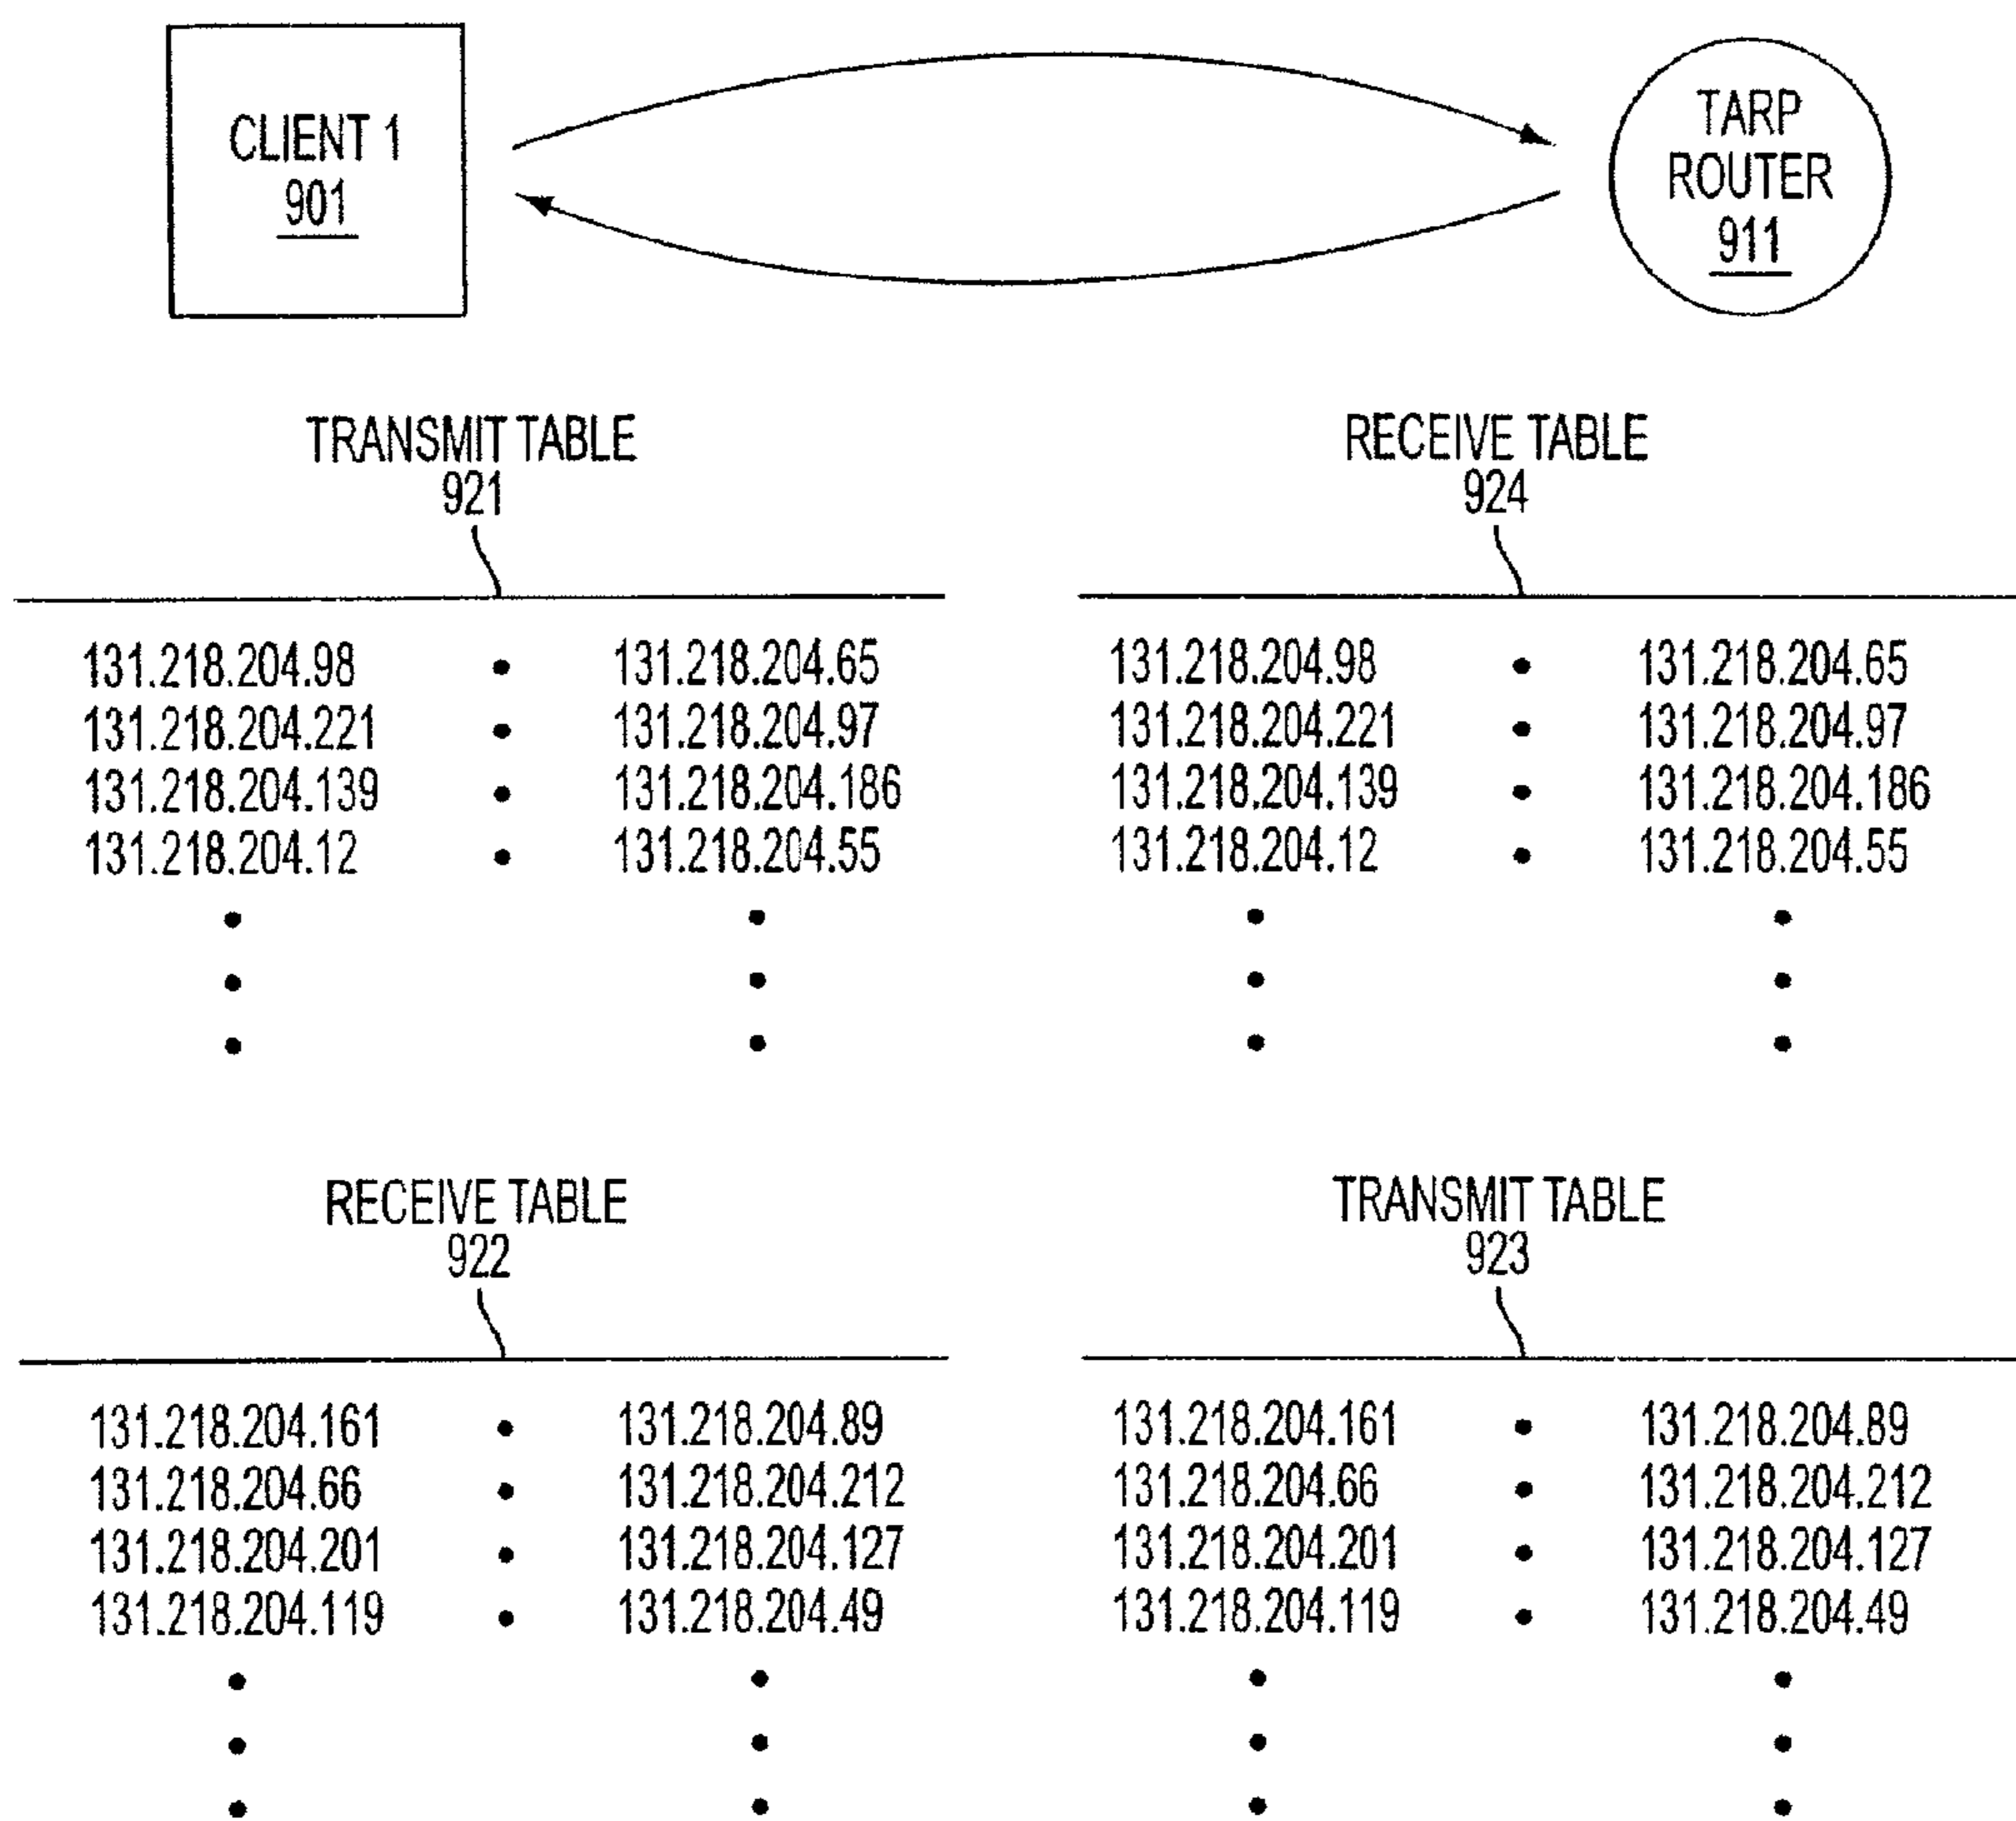 CLIENT 1
901
TARP
ROUTER
911
TRANSMIT TABLE
921
RECEIVE TABLE
924
131.218.204.98 • 131.218.204.65 131.218.204.98 • 131.218.204.65
131.218.204.221 • 131.218.204.97 131.218.204.221 • 131.218.204.97
131.218.204.139 • 131.218.204.186 131.218.204.139 • 131.218.204.186
131.218.204.12 • 131.218.204.55 131.218.204.12 • 131.218.204.55
RECEIVE TABLE
922
TRANSMIT TABLE
923
131.218.204.161 • 131.218.204.89 131.218.204.161 • 131.218.204.89
131.218.204.66 • 131.218.204.212 131.218.204.66 • 131.218.204.212
131.218.204.201 • 131.218.204.127 131.218.204.201 • 131.218.204.127
131.218.204.119 • 131.218.204.49 131.218.204.119 • 131.218.204.49